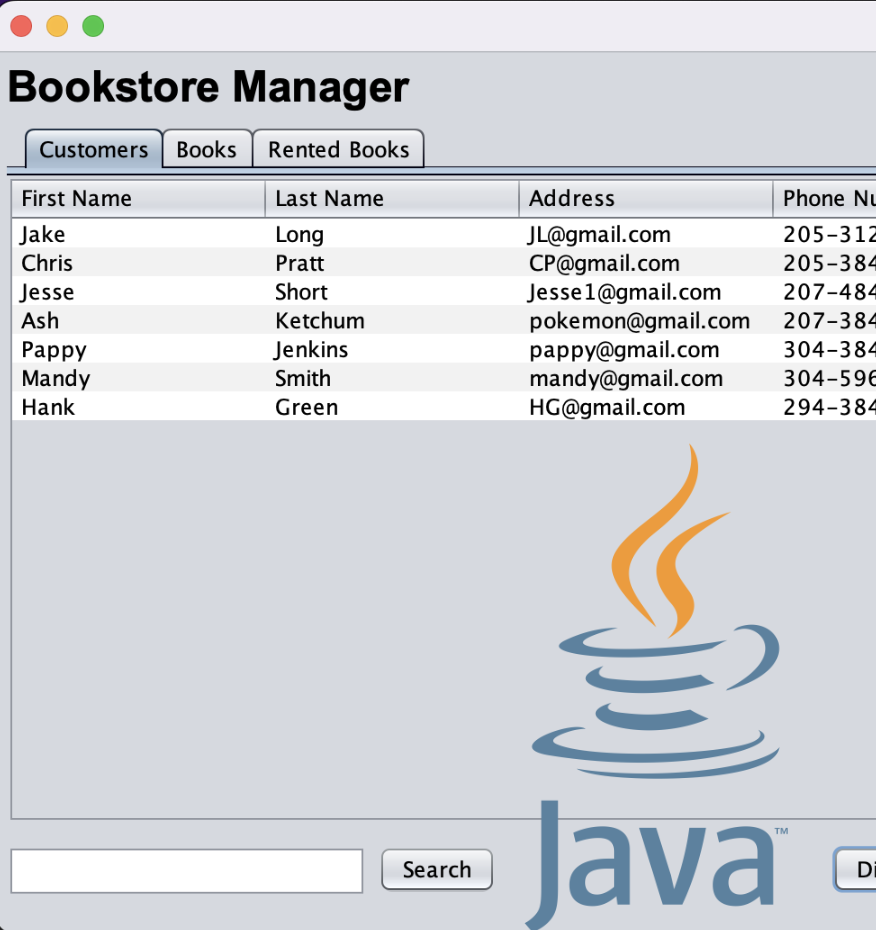 Bookstore Manager
Customers Books Rented Books
First Name Last Name Address Phone
Jake Long JL@gmail.com 205-312
Chris Pratt CP@gmail.com 205-384
Jesse Short Jesse1@gmail.com 207-484
Ash Ketchum pokemon@gmail.com 207-384
Pappy Jenkins pappy@gmail.com 304-384
Mandy Smith mandy@gmail.com 304-596
Hank Green HG@gmail.com 294-384
Java™
Search